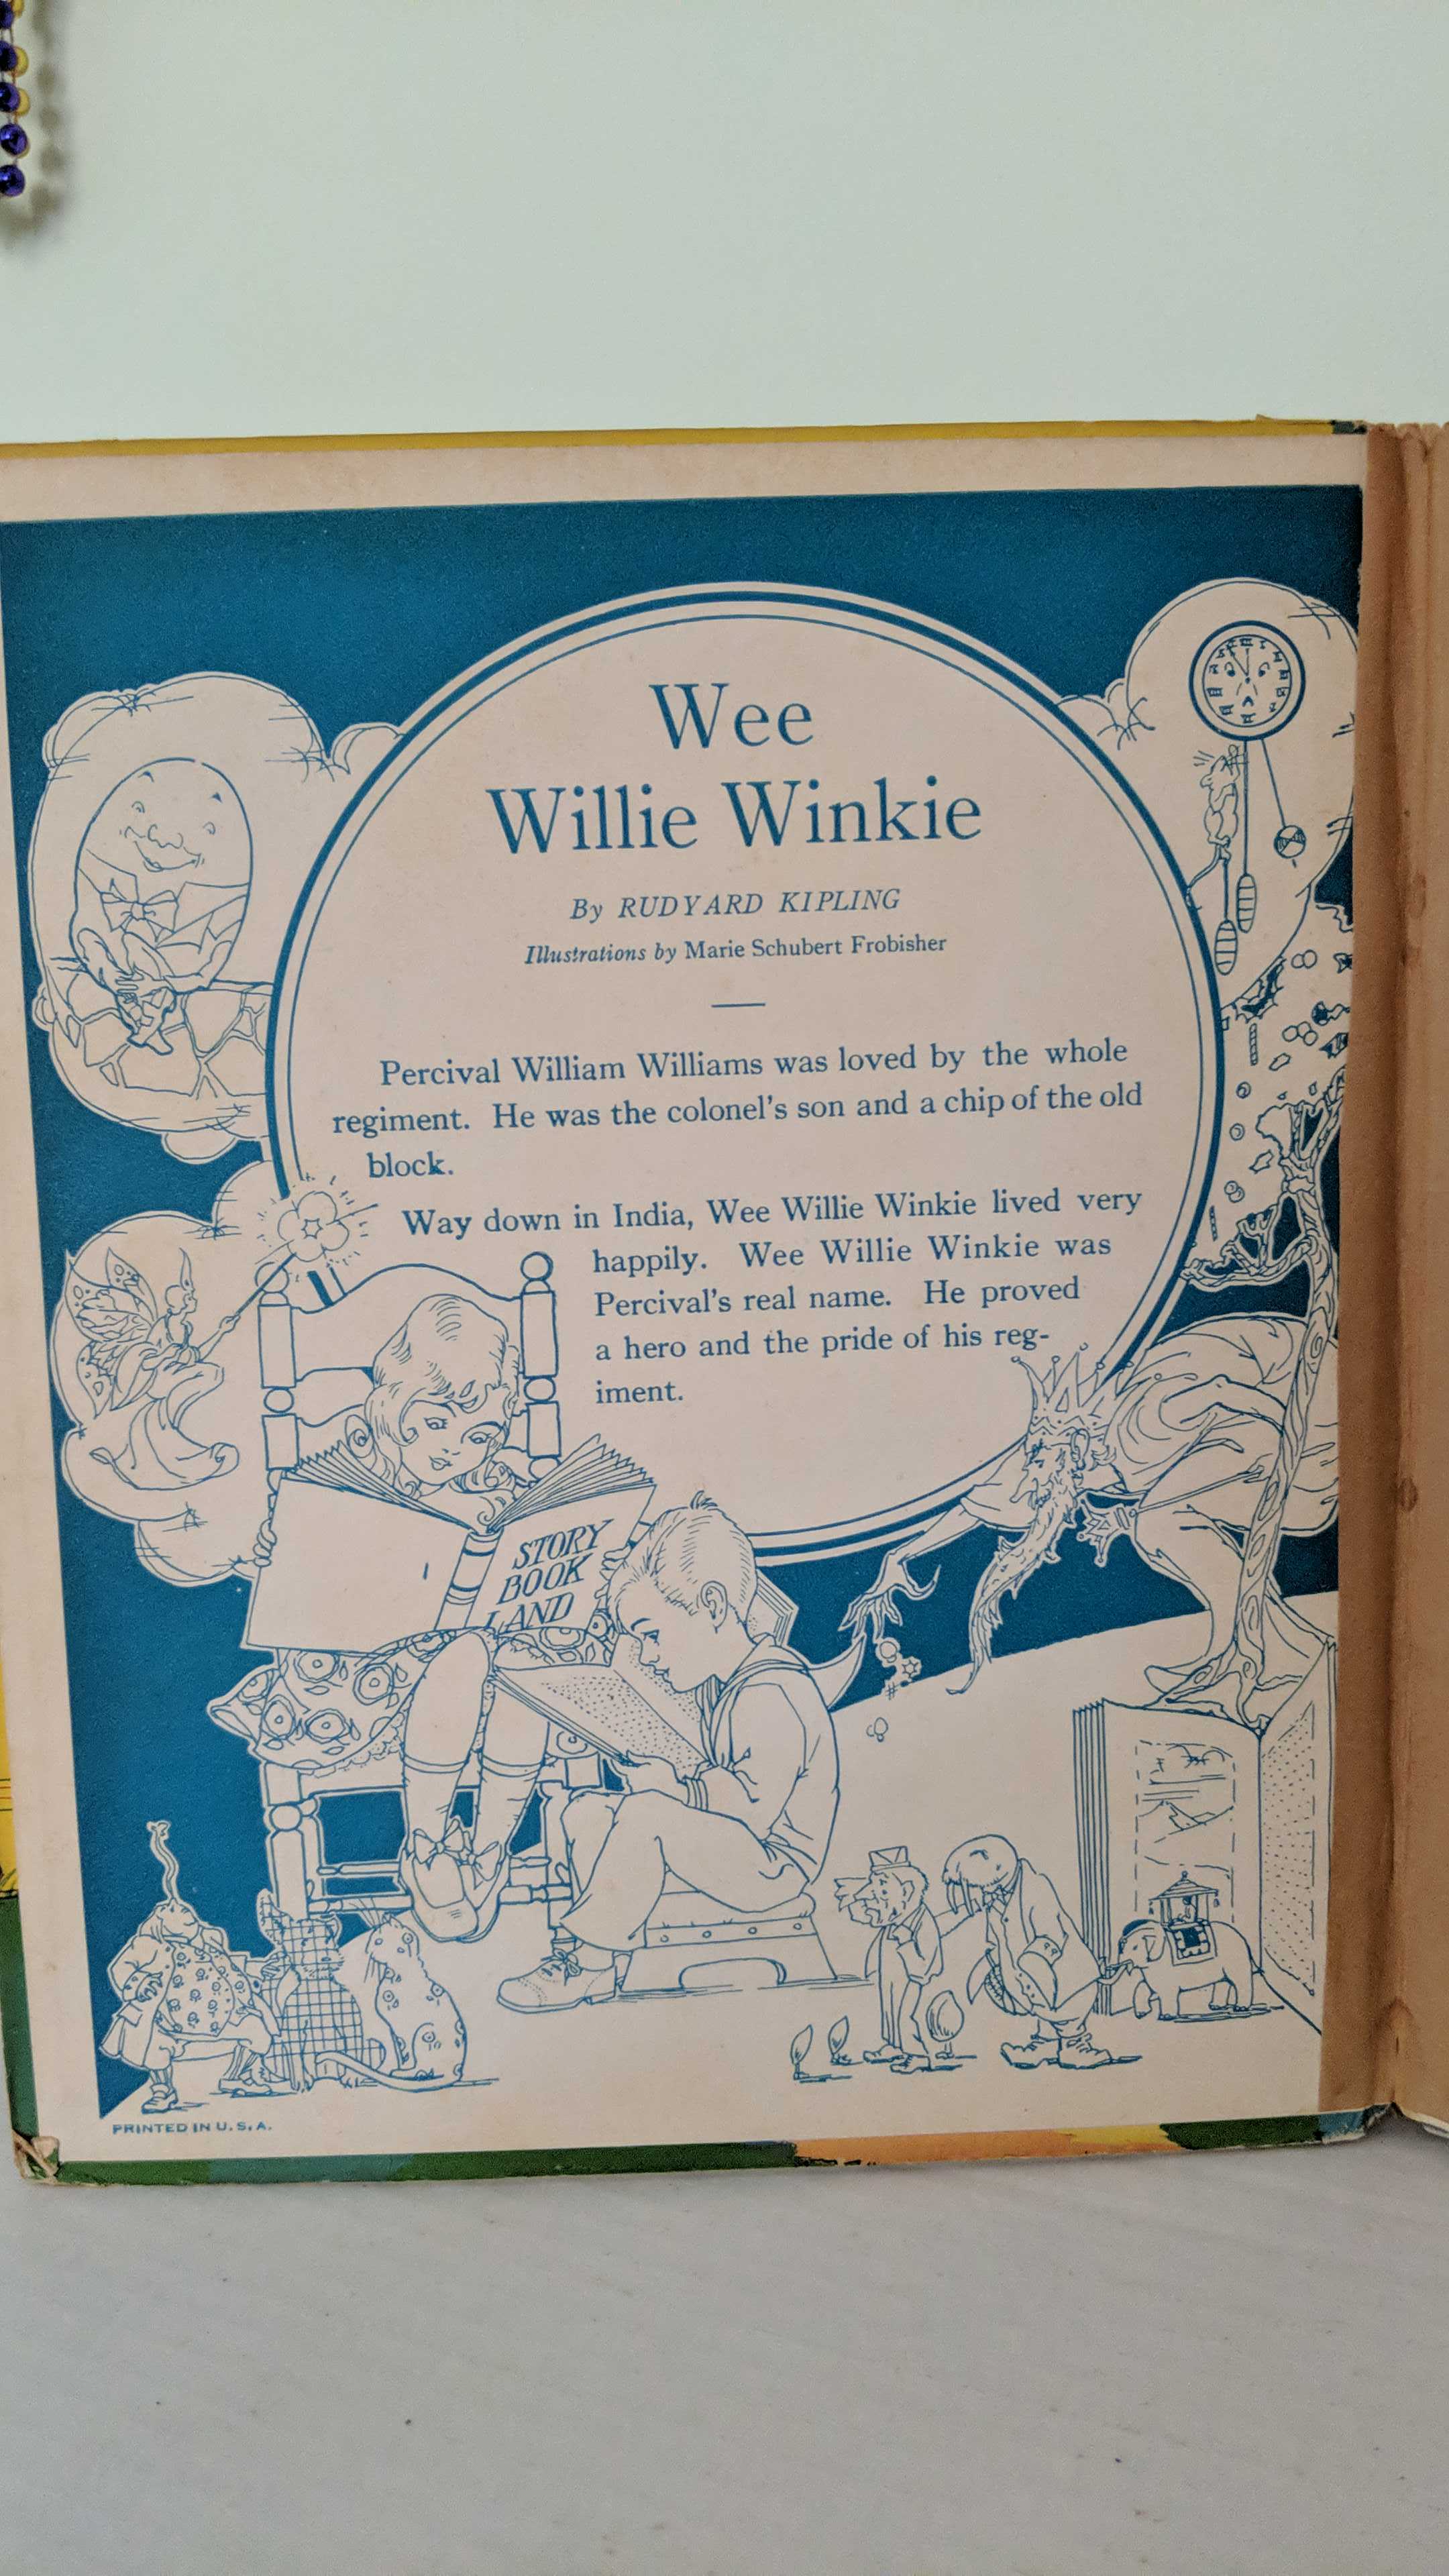 Wee
Willie Winkie
By RUDYARD KIPLING
Illustrations by Marie Schubert Frobisher
Percival William Williams was loved by the whole
regiment. He was the colonel's son and a chip of the old
block.
Way down in India, Wee Willie Winkie lived very
happily. Wee Willie Winkie was
Percival's real name. He proved
a hero and the pride of his reg-
iment.
STORY
BOOK
LAND
PRINTED IN U.S.A.